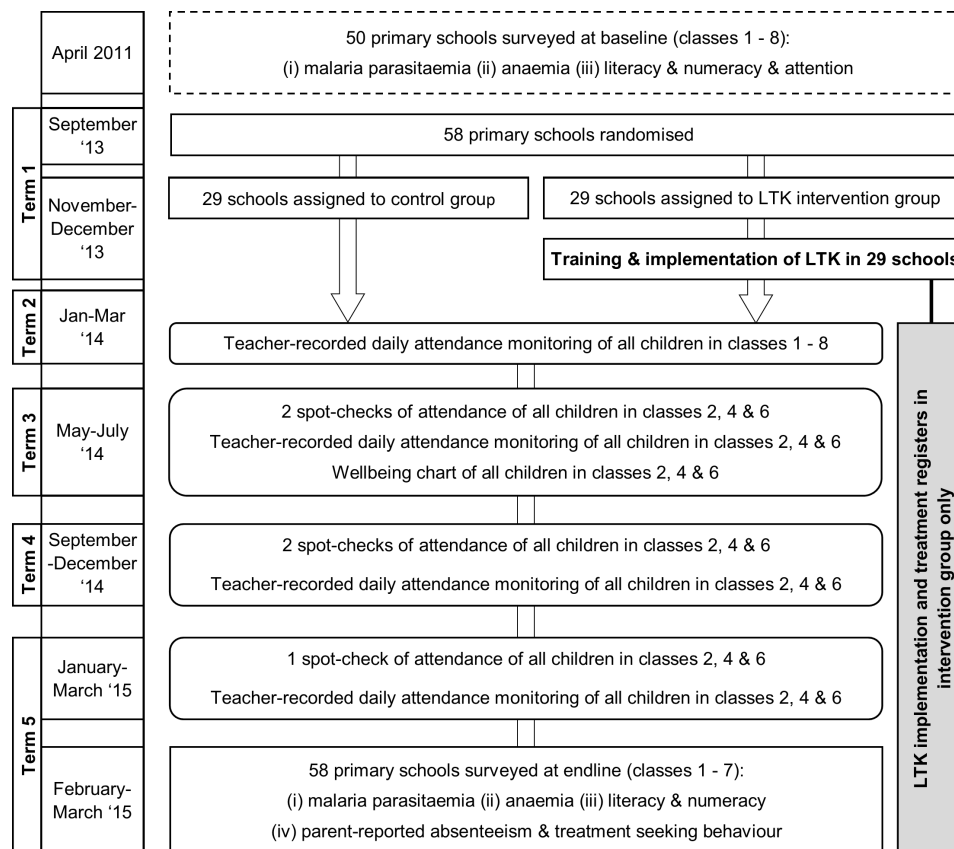 April 2011
50 primary schools surveyed at baseline (classes 1 - 8):
(i) malaria parasitaemia (ii) anaemia (iii) literacy & numeracy & attention
Term 1
September
‘13
58 primary schools randomised
November-
December
‘13
29 schools assigned to control group
29 schools assigned to LTK intervention group
Training & implementation of LTK in 29 schools
Term 2
Jan-Mar
‘14
Teacher-recorded daily attendance monitoring of all children in classes 1 - 8
Term 3
May-July
‘14
2 spot-checks of attendance of all children in classes 2, 4 & 6
Teacher-recorded daily attendance monitoring of all children in classes 2, 4 & 6
Wellbeing chart of all children in classes 2, 4 & 6
Term 4
September
-December
‘14
2 spot-checks of attendance of all children in classes 2, 4 & 6
Teacher-recorded daily attendance monitoring of all children in classes 2, 4 & 6
Term 5
January-
March ‘15
1 spot-check of attendance of all children in classes 2, 4 & 6
Teacher-recorded daily attendance monitoring of all children in classes 2, 4 & 6
February-
March ‘15
58 primary schools surveyed at endline (classes 1 - 7):
(i) malaria parasitaemia (ii) anaemia (iii) literacy & numeracy
(iv) parent-reported absenteeism & treatment seeking behaviour
LTK implementation and treatment registers in
intervention group only